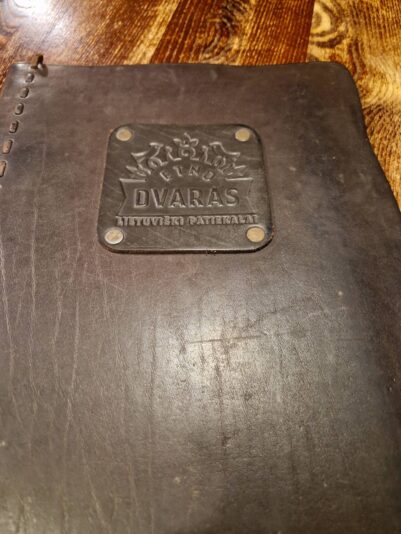 ETNO
DVARAS
LIETUVIŠKI PATIEKALAI